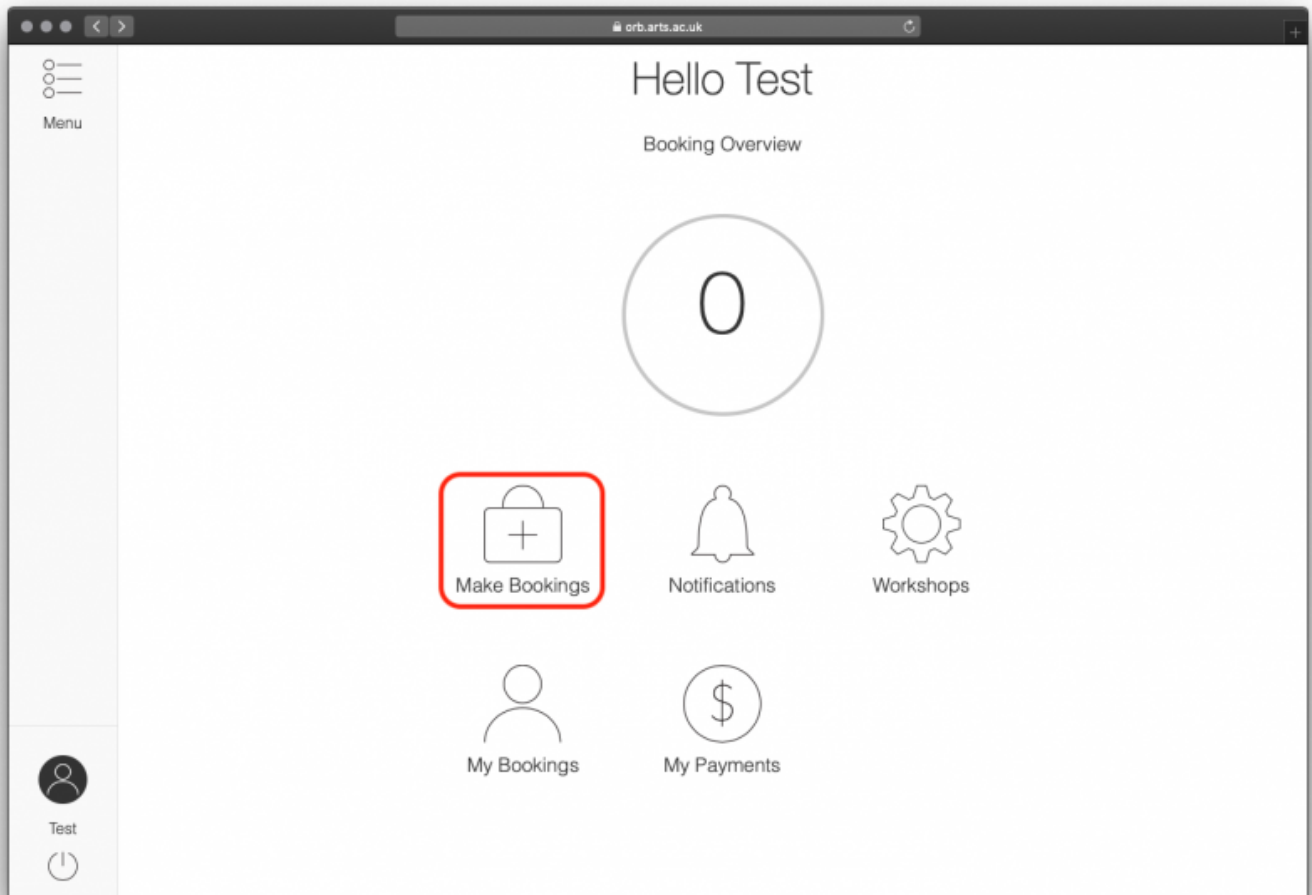 orb.arts.ac.uk
Menu
Hello Test
Booking Overview
0
Make Bookings
Notifications
Workshops
$
My Bookings
My Payments
Test